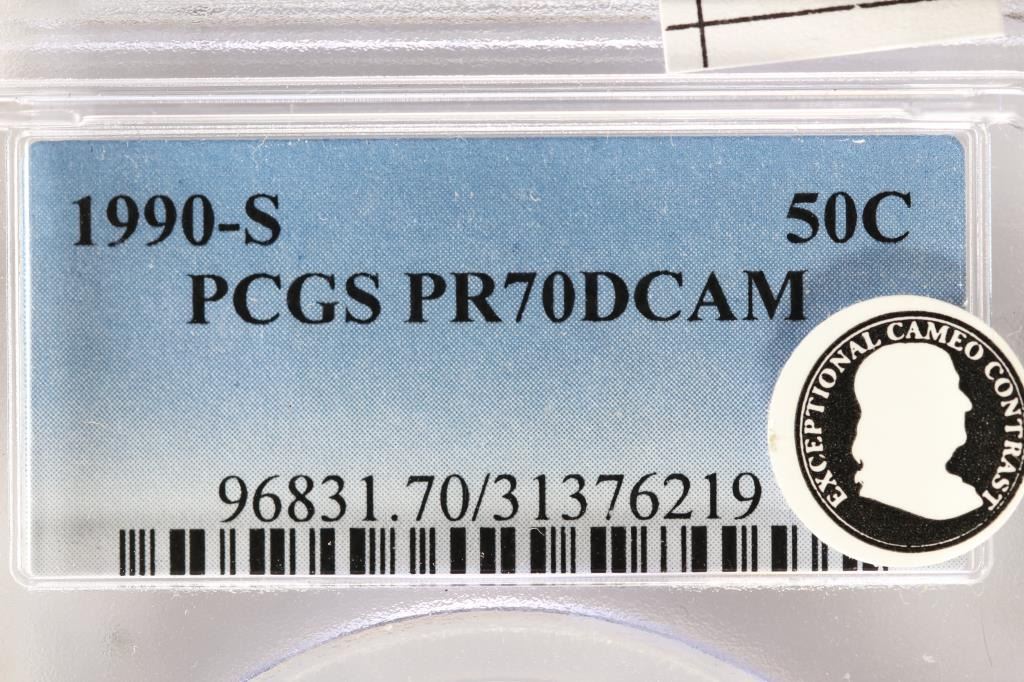 1990-S 50C
PCGS PR70DCAM
96831.70/31376219
EXCEPTIONAL CAMEO CONTRAST